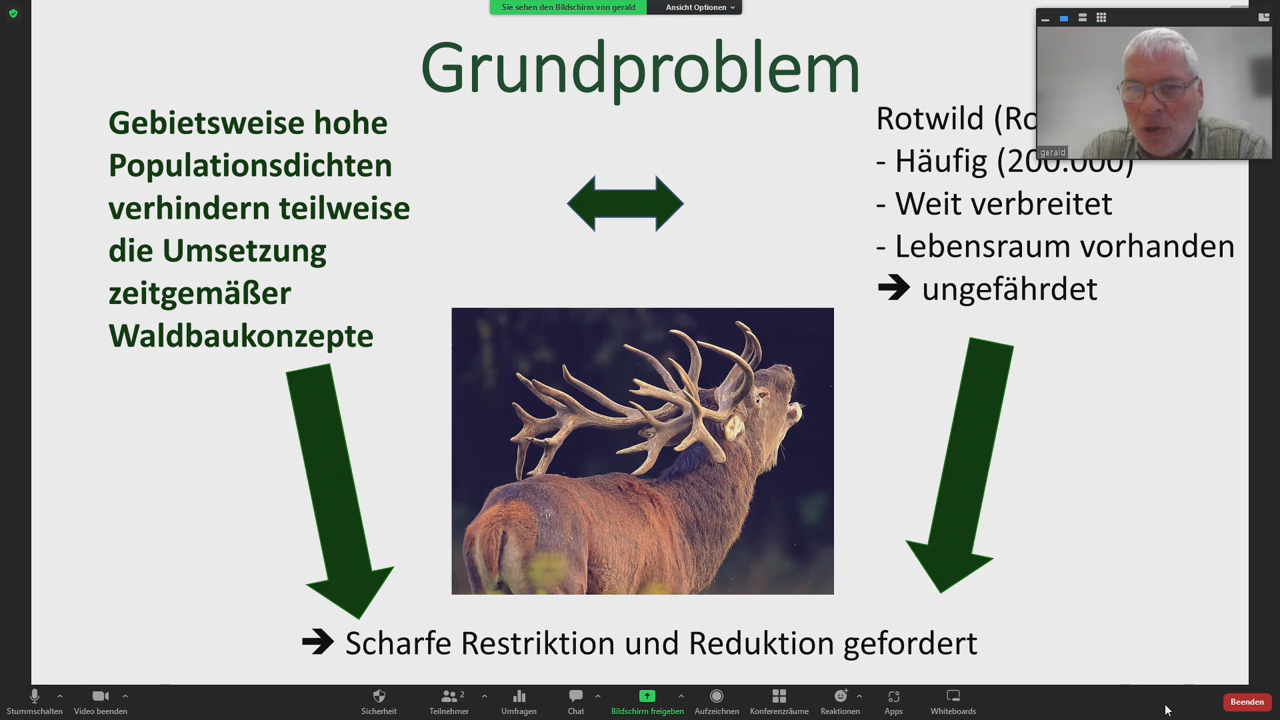 Sie sehen den Bildschirm von gerald
Ansicht Optionen
Grundproblem
Gebietsweise hohe
Populationsdichten
verhindern teilweise
die Umsetzung
zeitgemäßer
Waldbaukonzepte
Rotwild
- Häufig (200.000)
- Weit verbreitet
- Lebensraum vorhanden
➔ ungefährdet
gerald
➔ Scharfe Restriktion und Reduktion gefordert
Stummschalten
Video beenden
Sicherheit
2
Teilnehmer
Umfragen
Chat
Bildschirm freigeben
Aufzeichnen
Konferenzräume
Reaktionen
Apps
Whiteboards
Beenden